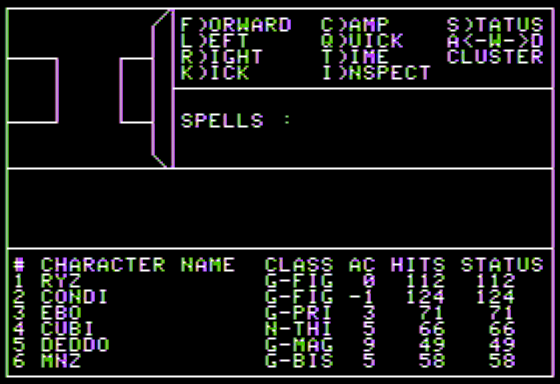 F)ORWARD C)AMP S)TATUS
L)EFT Q)UICK A<-W->D
R)IGHT T)IME CLUSTER
K)ICK I)NSPECT
SPELLS :
# CHARACTER NAME CLASS AC HITS STATUS
1 RYZ G-FIG 0 112 112
2 CONDI G-FIG -1 124 124
3 EBO G-PRI 3 71 71
4 CUBI N-THI 5 66 66
5 DEDDO G-MAG 9 49 49
6 MNZ G-BIS 5 58 58